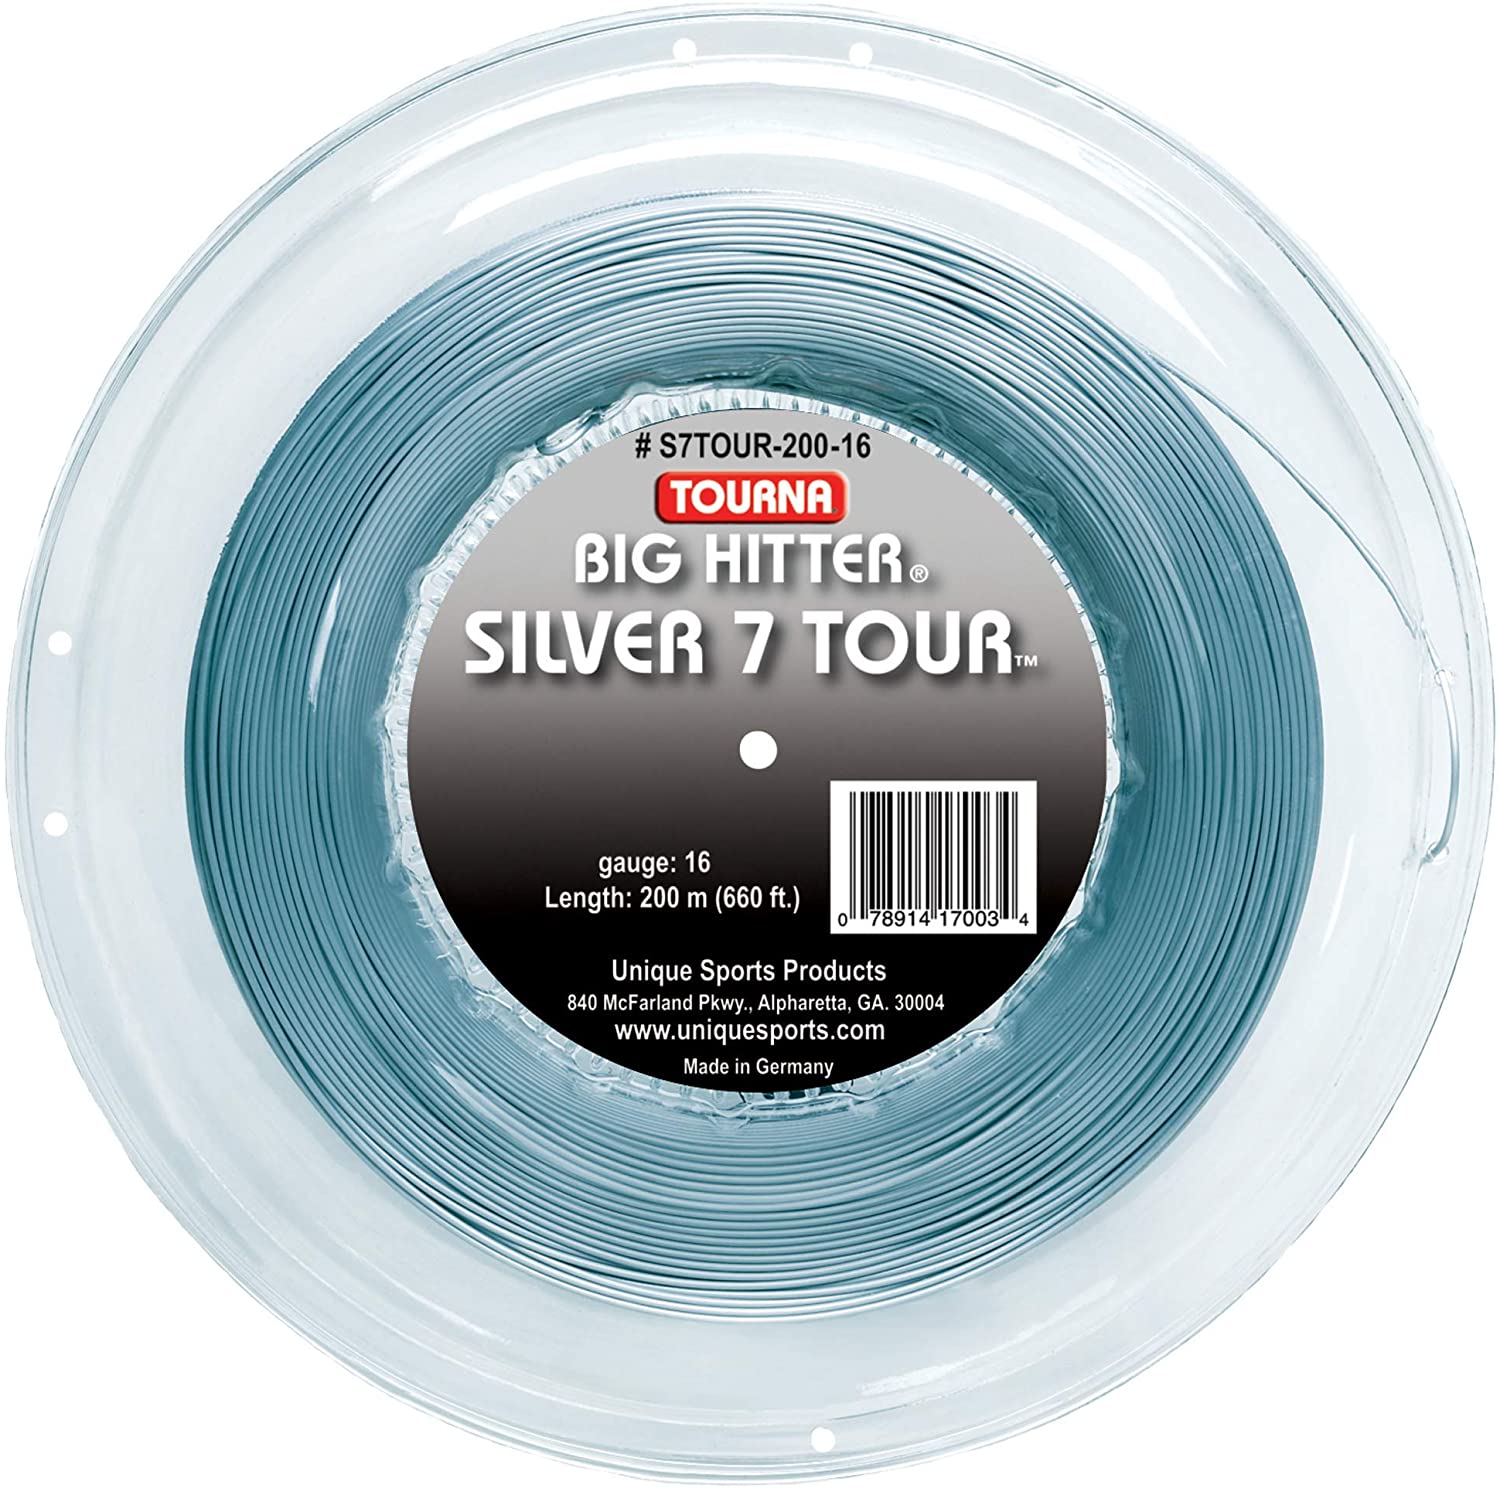 # S7TOUR-200-16
TOURNA
BIG HITTER®
SILVER 7 TOUR™
gauge: 16
Length: 200 m (660 ft.)
0 78914 17003 4
Unique Sports Products
840 McFarland Pkwy., Alpharetta, GA. 30004
www.uniquesports.com
Made in Germany